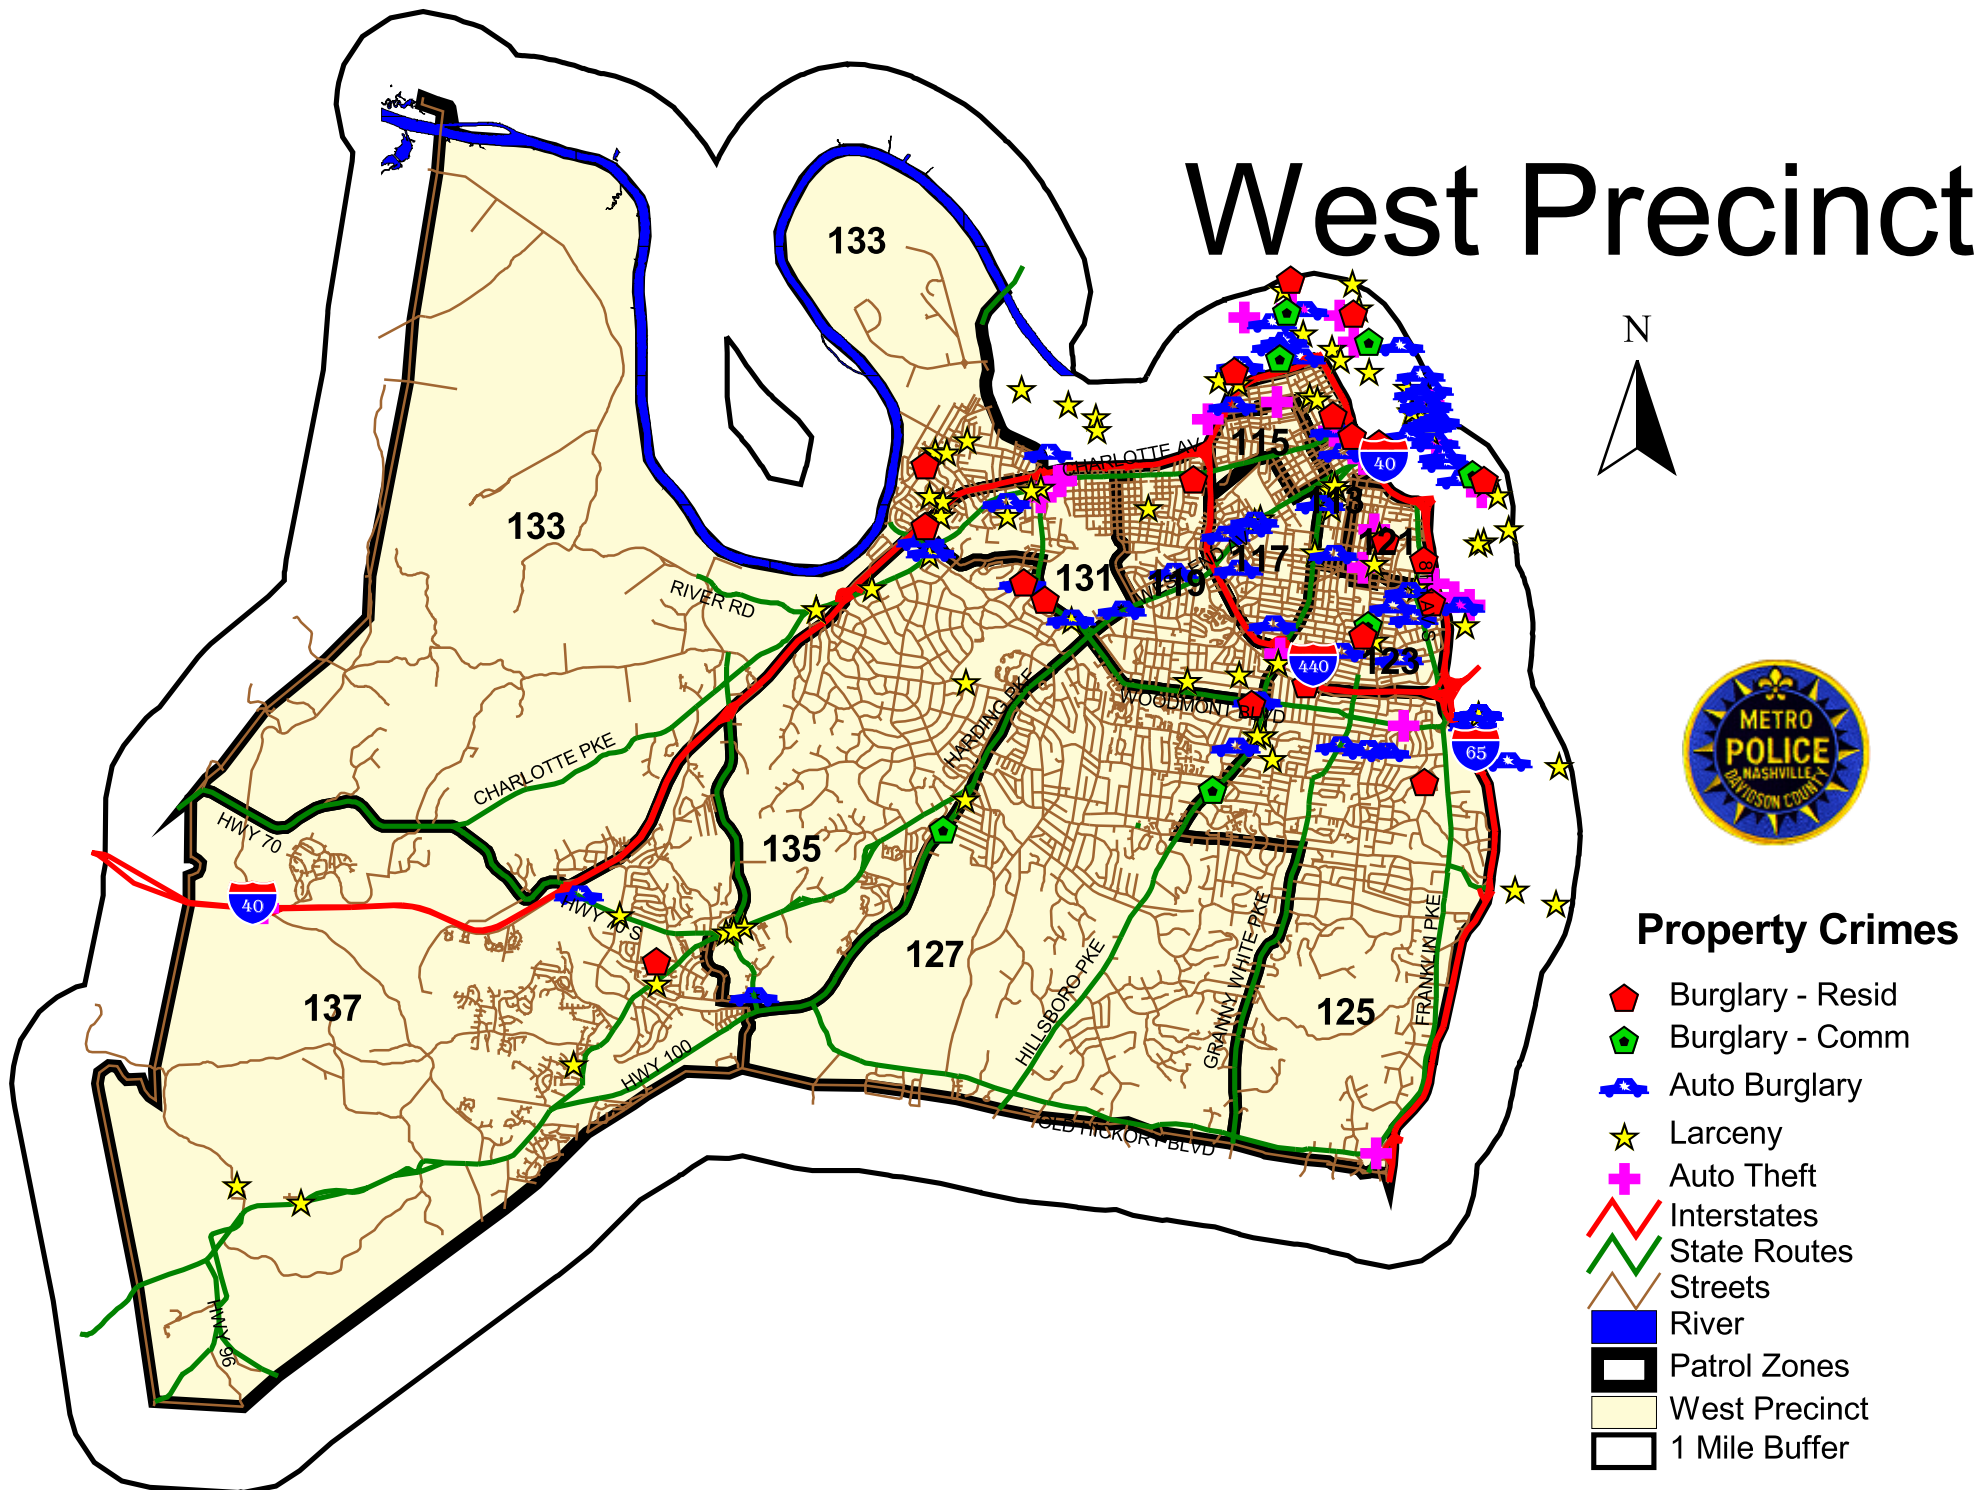 West Precinct
N
133
133
115
40
CHARLOTTE AV
113
121
131
119
117
RIVER RD
123
440
WOODMONT BLVD
HARDING PKE
65
CHARLOTTE PKE
HWY 70
135
40
HWY 70 S
127
137
125
HILLSBORO PKE
GRANNY WHITE PKE
FRANKLIN PKE
HWY 100
OLD HICKORY BLVD
HWY 96
METRO
POLICE
NASHVILLE
DAVIDSON COUNTY
Property Crimes
Burglary - Resid
Burglary - Comm
Auto Burglary
Larceny
Auto Theft
Interstates
State Routes
Streets
River
Patrol Zones
West Precinct
1 Mile Buffer